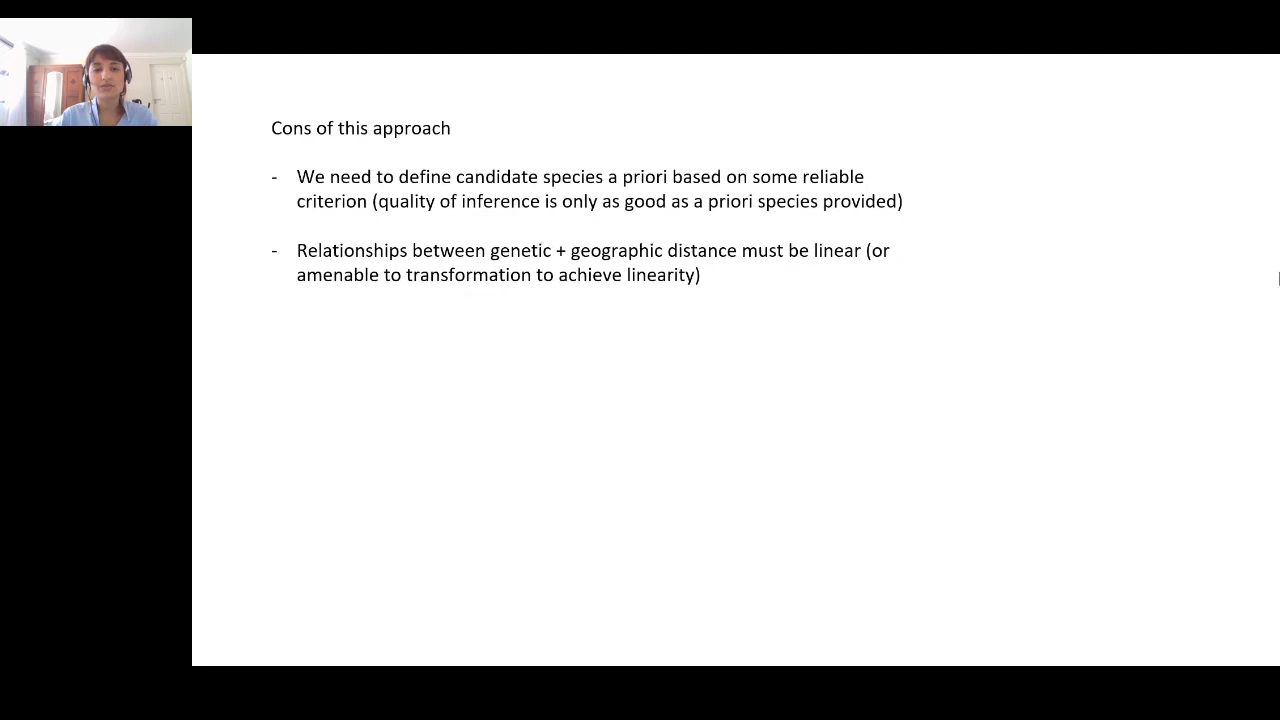 Cons of this approach
- We need to define candidate species a priori based on some reliable
criterion (quality of inference is only as good as a priori species provided)
- Relationships between genetic + geographic distance must be linear (or
amenable to transformation to achieve linearity)